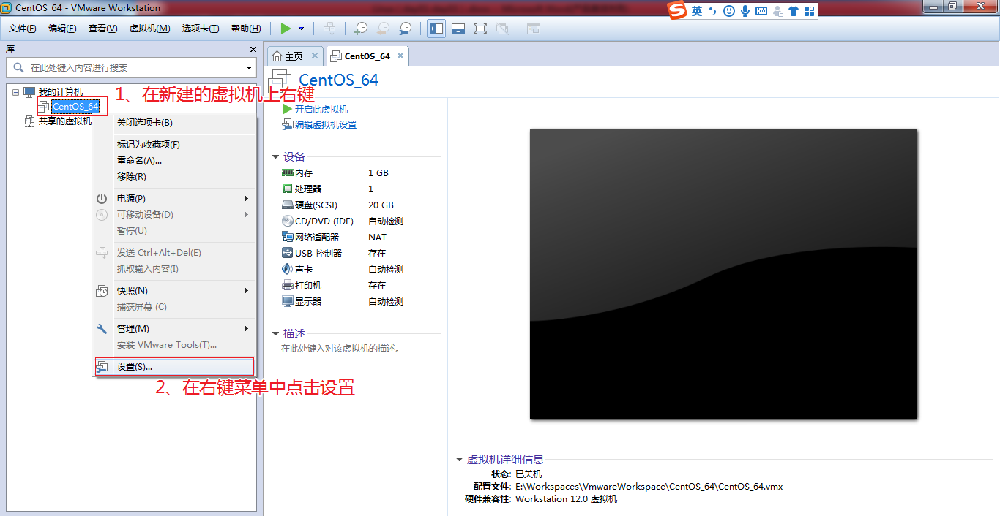 CentOS_64 - VMware Workstation
英
文件(F) 编辑(E) 查看(V) 虚拟机(M) 选项卡(T) 帮助(H)
库
在此处键入内容进行搜索
我的计算机
CentOS_64
共享的虚拟机
1、在新建的虚拟机上右键
关闭选项卡(B)
标记为收藏项(F)
重命名(A)...
移除(R)
电源(P)
可移动设备(D)
暂停(U)
发送 Ctrl+Alt+Del(E)
抓取输入内容(I)
快照(N)
捕获屏幕 (C)
管理(M)
安装 VMware Tools(T)...
设置(S)...
2、在右键菜单中点击设置
主页
CentOS_64
CentOS_64
开启此虚拟机
编辑虚拟机设置
设备
内存 1 GB
处理器 1
硬盘(SCSI) 20 GB
CD/DVD (IDE) 自动检测
网络适配器 NAT
USB 控制器 存在
声卡 自动检测
打印机 存在
显示器 自动检测
描述
在此处键入对该虚拟机的描述。
虚拟机详细信息
状态: 已关机
配置文件: E:\Workspaces\VmwareWorkspace\CentOS_64\CentOS_64.vmx
硬件兼容性: Workstation 12.0 虚拟机